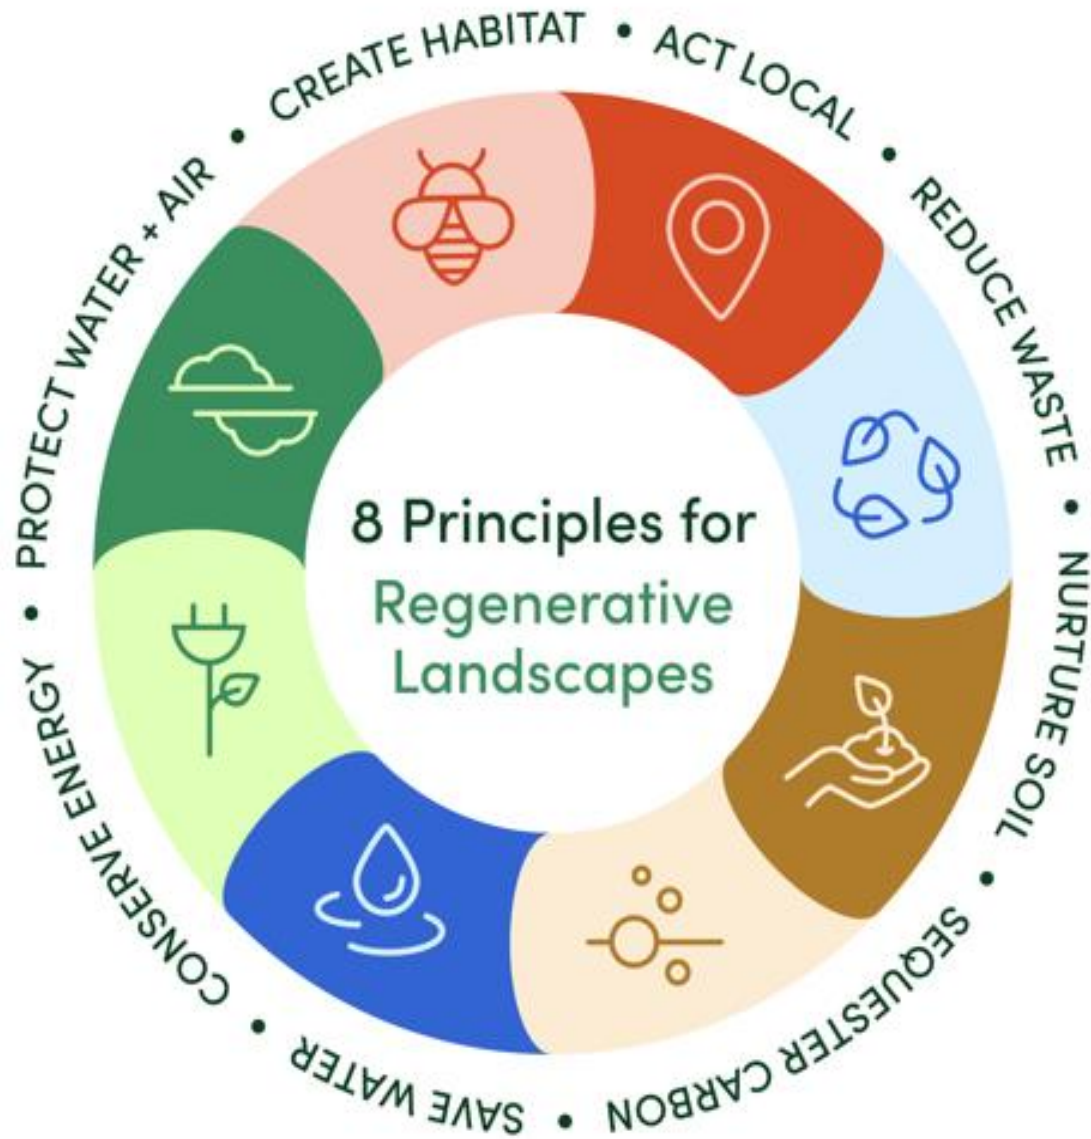 8 Principles for
Regenerative
Landscapes
ACT LOCAL
REDUCE WASTE
NURTURE SOIL
SEQUESTER CARBON
SAVE WATER
CONSERVE ENERGY
PROTECT WATER + AIR
CREATE HABITAT